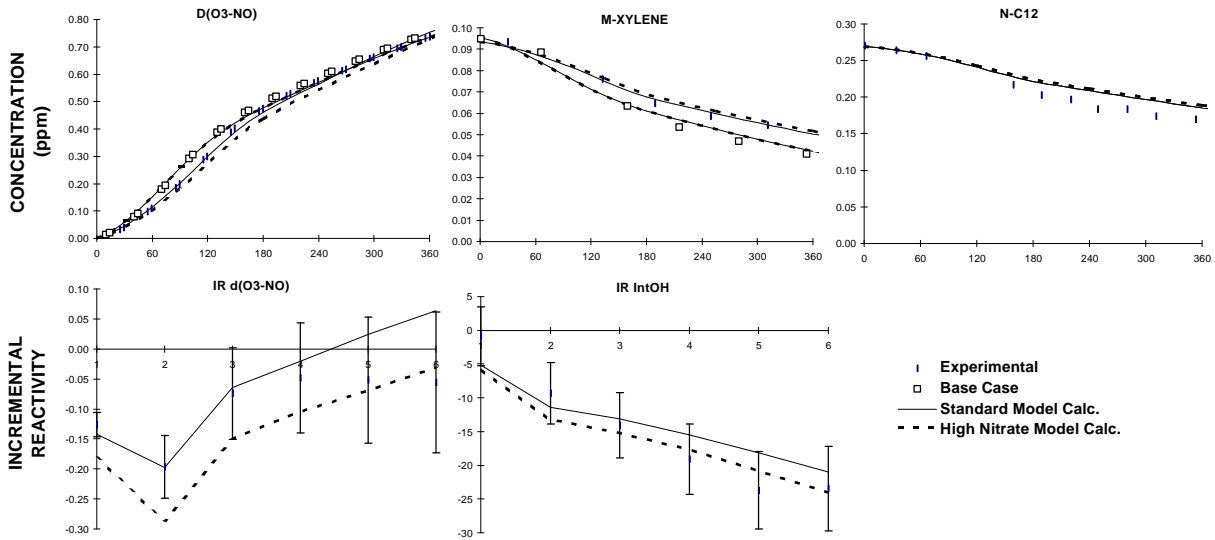 D(O3-NO)
0.80
0.70
0.60
0.50
0.40
0.30
0.20
0.10
0.00
0 60 120 180 240 300 360
M-XYLENE
0.10
0.09
0.08
0.07
0.06
0.05
0.04
0.03
0.02
0.01
0.00
0 60 120 180 240 300 360
N-C12
0.30
0.20
0.10
0.00
0 60 120 180 240 300 360
CONCENTRATION
(ppm)
IR d(O3-NO)
0.10
0.05
0.00
-0.05
-0.10
-0.15
-0.20
-0.25
-0.30
1 2 3 4 5 6
IR IntOH
5
0
-5
-10
-15
-20
-25
-30
1 2 3 4 5 6
INCREMENTAL
REACTIVITY
Experimental
Base Case
Standard Model Calc.
High Nitrate Model Calc.